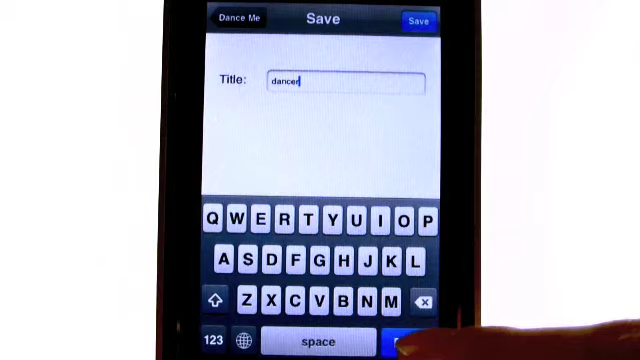 Dance Me Save Save
Title: dancer
Q W E R T Y U I O P
A S D F G H J K L
Z X C V B N M
123 space